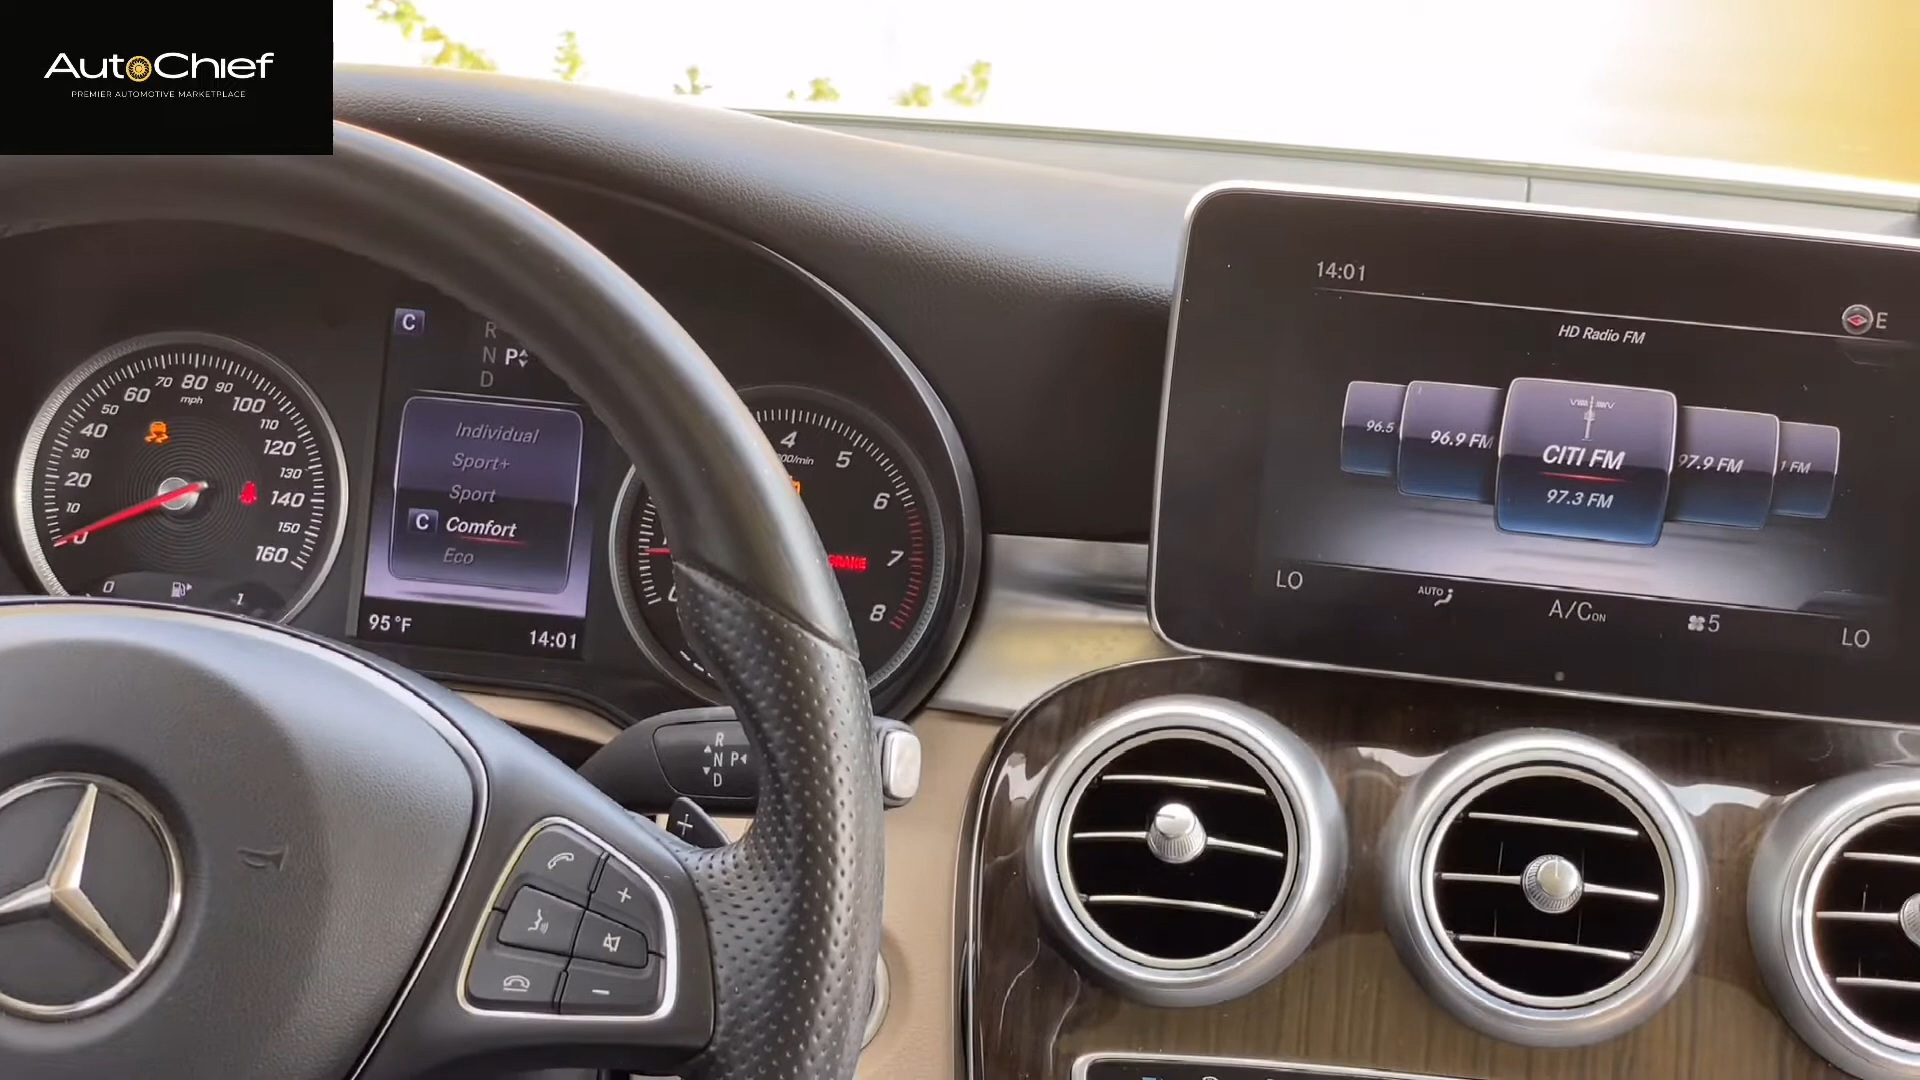 AutoChief
PREMIER AUTOMOTIVE MARKETPLACE
14:01
E
HD Radio FM
96.5
96.9 FM
CITI FM
97.3 FM
97.9 FM
1 FM
LO
AUTO
A/C ON
5
LO
C
R
N P
D
Individual
Sport+
Sport
C Comfort
Eco
95°F
14:01
0
10
20
30
40
50
60
70
80
90
100
110
120
130
140
150
160
mph
0
1
4
5
6
7
8
BRAKE
R
N P
D
+
+
−